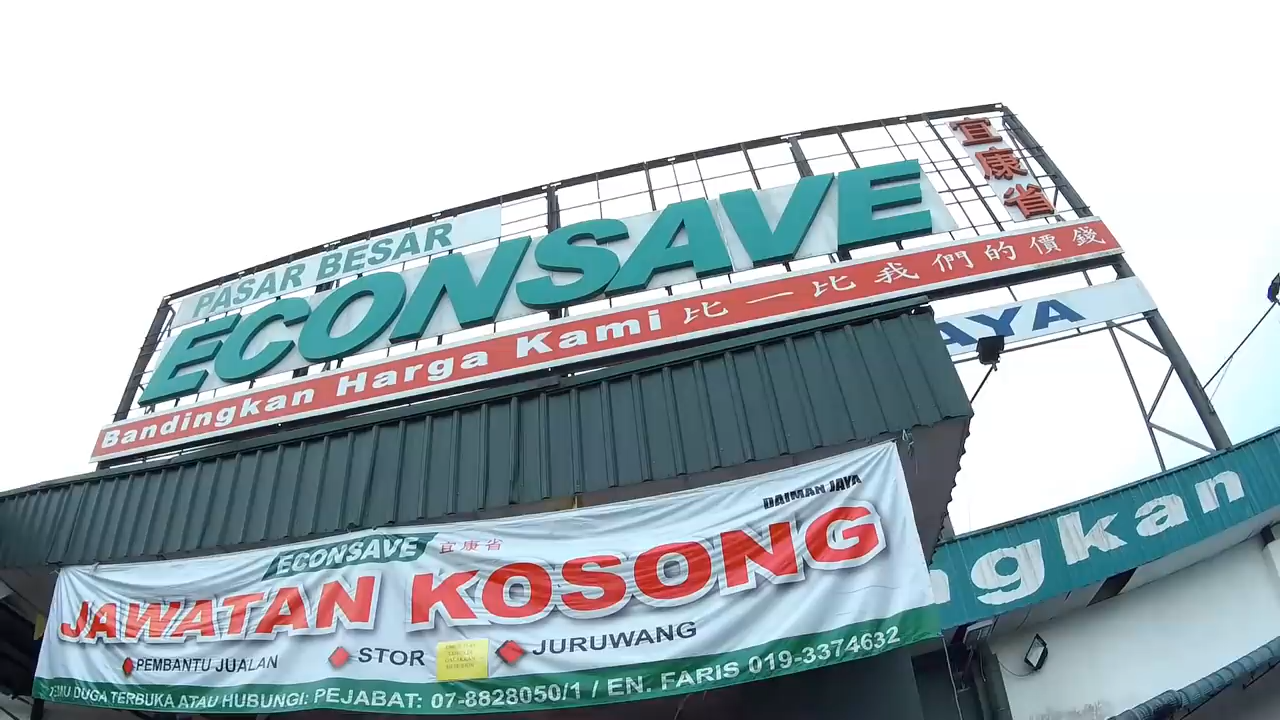 PASAR BESAR
ECONSAVE
宜康省
Bandingkan Harga Kami 比一比我們的價錢
AYA
DAIMAN JAYA
ECONSAVE 宜康省
JAWATAN KOSONG
PEMBANTU JUALAN
STOR
JURUWANG
TEMU DUGA TERBUKA ATAU HUBUNGI: PEJABAT: 07-8828050/1 / EN. FARIS 019-3374632
ngkan